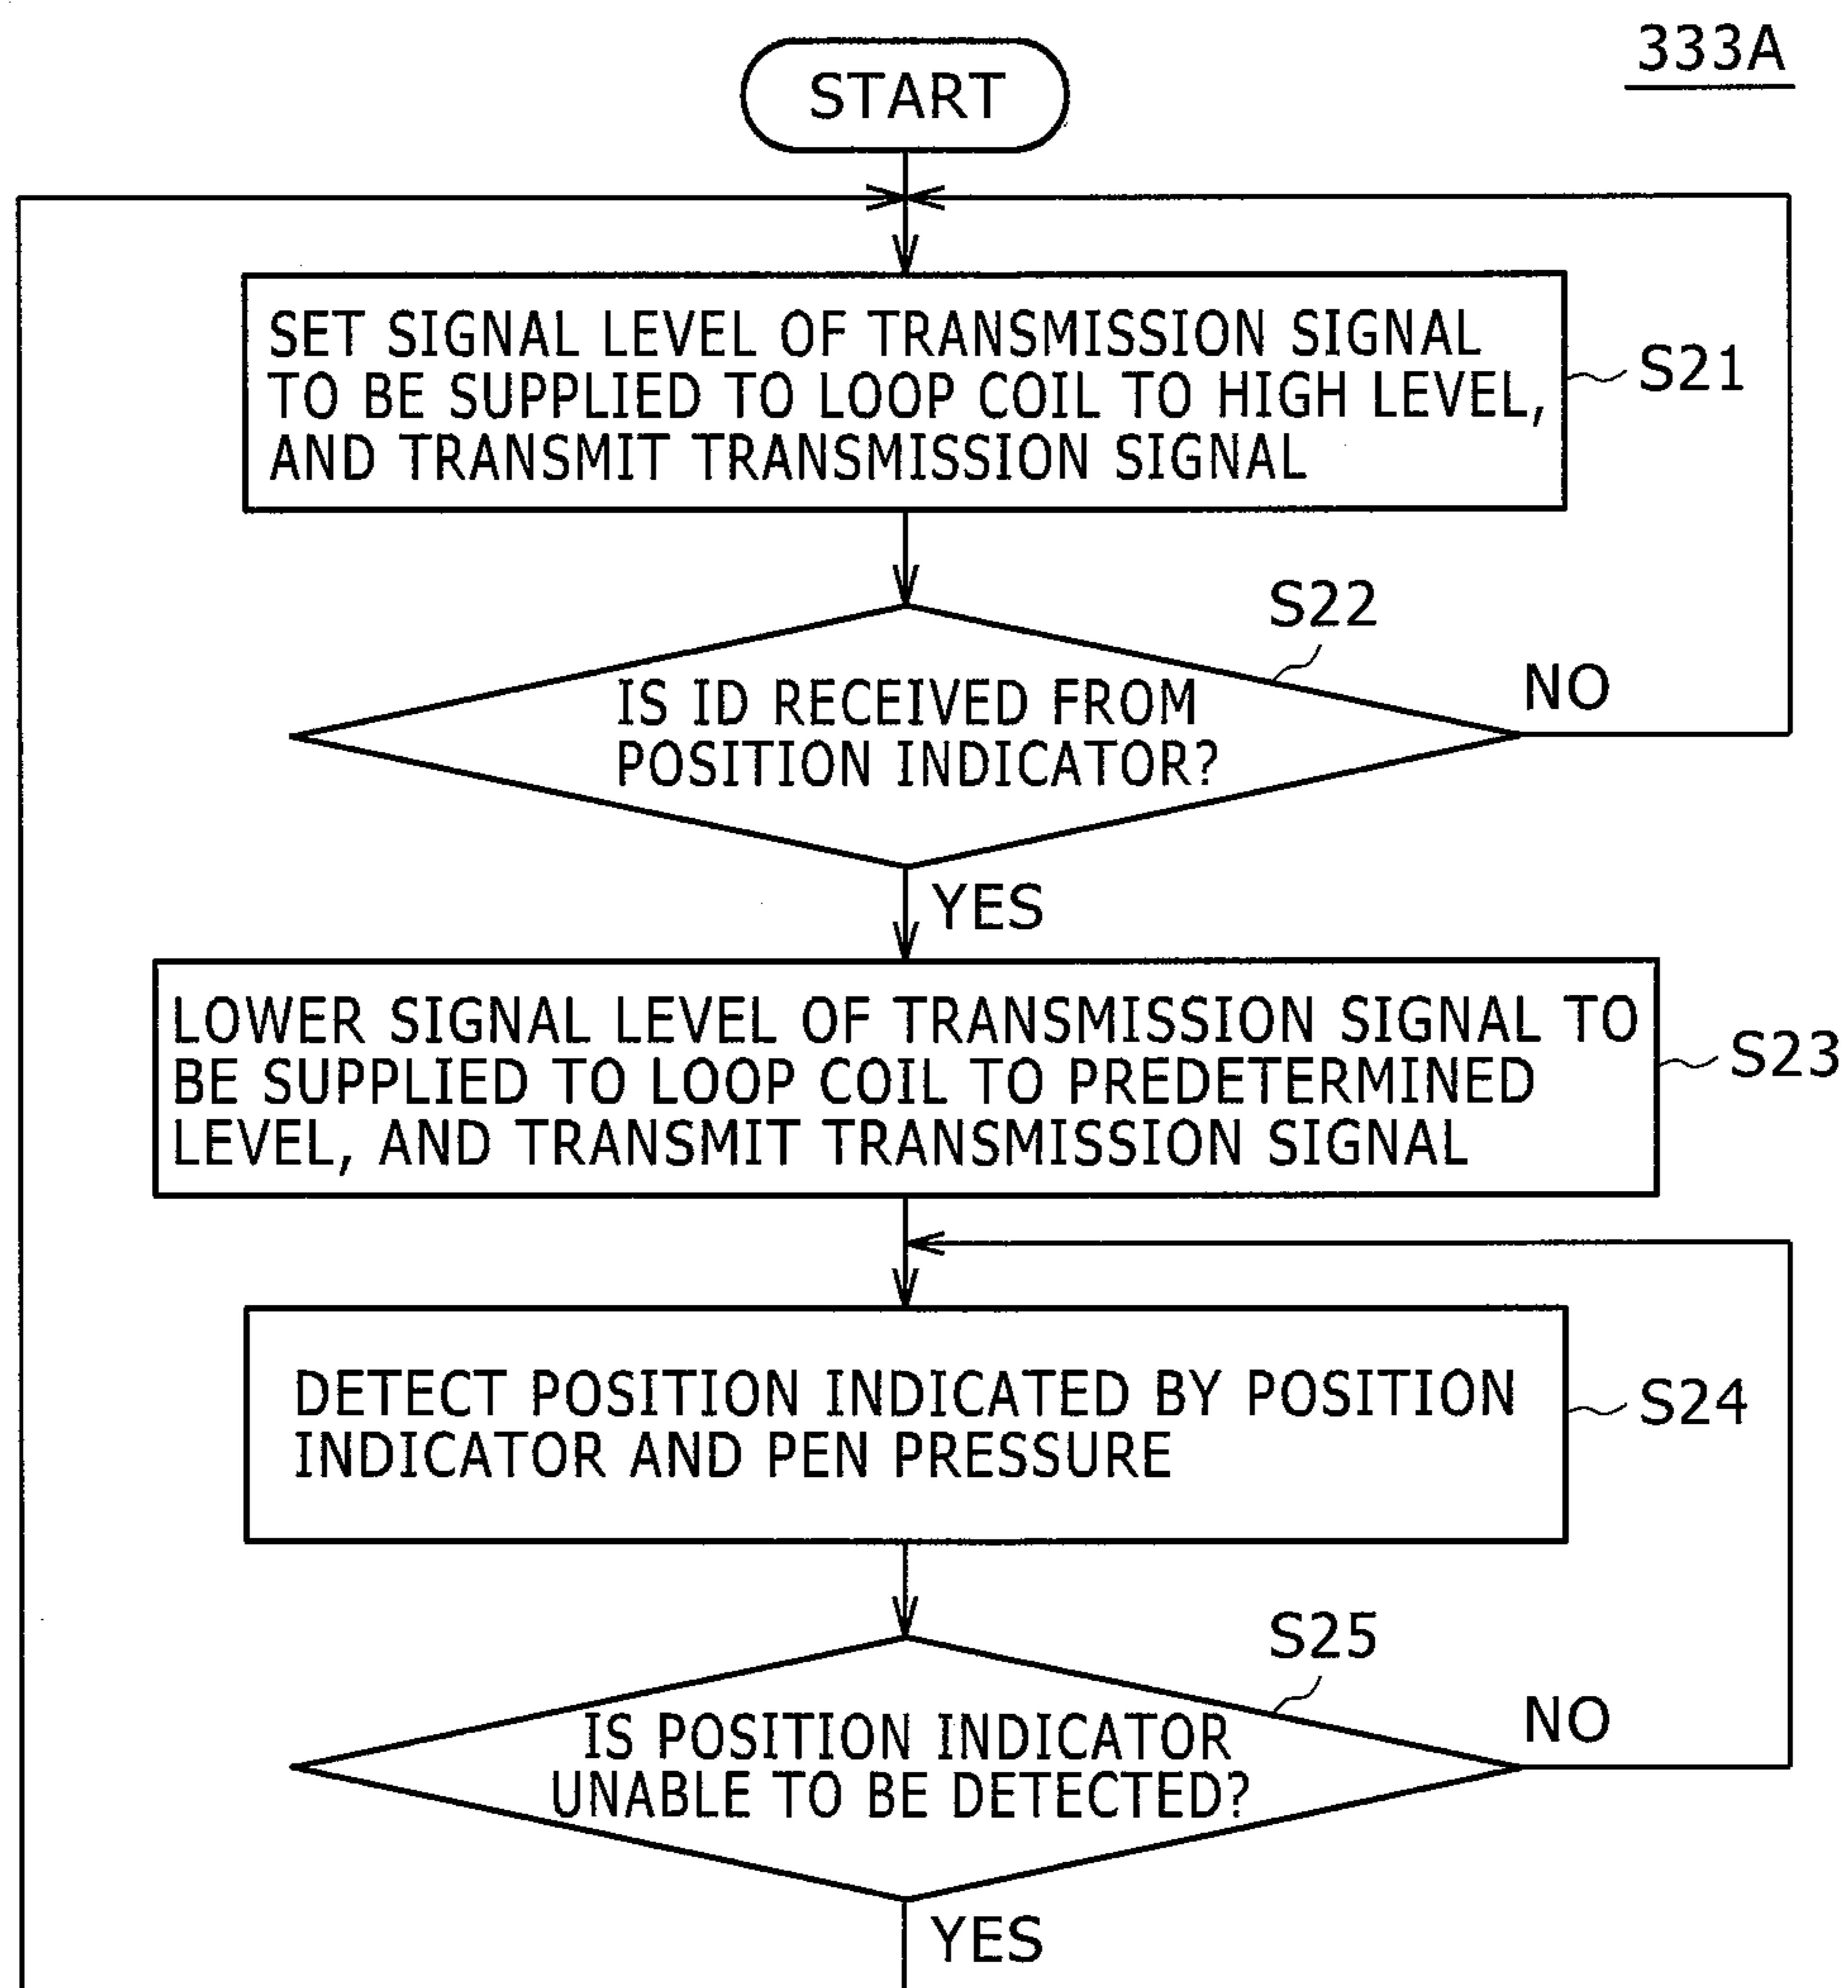 333A
START
SET SIGNAL LEVEL OF TRANSMISSION SIGNAL
TO BE SUPPLIED TO LOOP COIL TO HIGH LEVEL,
AND TRANSMIT TRANSMISSION SIGNAL
S21
S22
IS ID RECEIVED FROM
POSITION INDICATOR?
NO
YES
LOWER SIGNAL LEVEL OF TRANSMISSION SIGNAL TO
BE SUPPLIED TO LOOP COIL TO PREDETERMINED
LEVEL, AND TRANSMIT TRANSMISSION SIGNAL
S23
DETECT POSITION INDICATED BY POSITION
INDICATOR AND PEN PRESSURE
S24
S25
IS POSITION INDICATOR
UNABLE TO BE DETECTED?
NO
YES